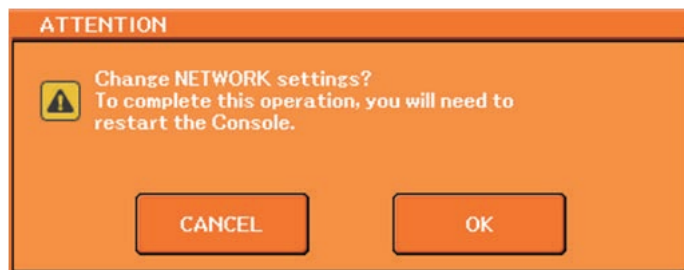 ATTENTION
Change NETWORK settings?
To complete this operation, you will need to
restart the Console.
CANCEL OK